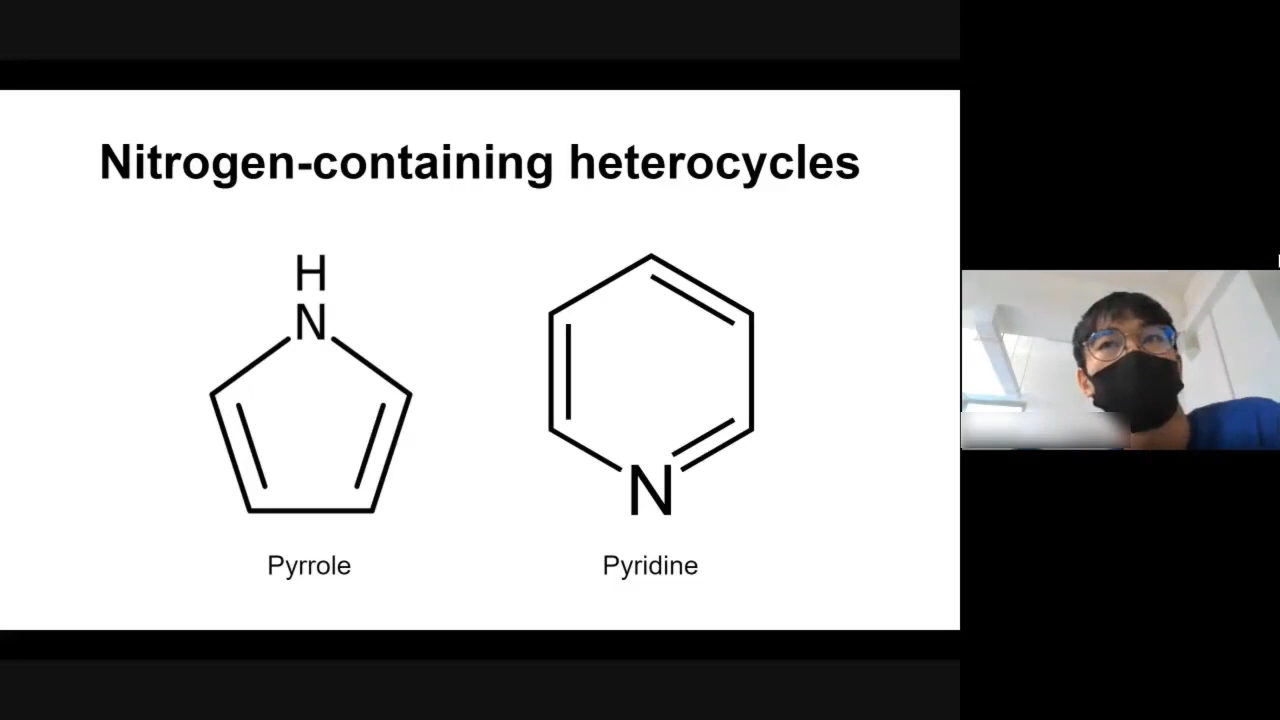 Nitrogen-containing heterocycles
H
N
N
Pyrrole
Pyridine